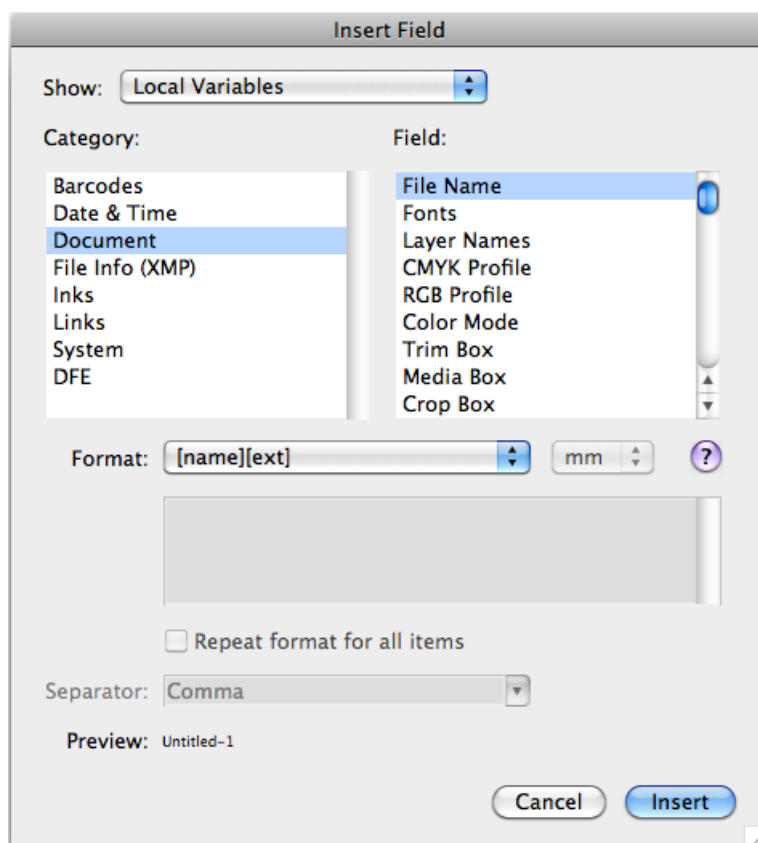 Insert Field
Show: Local Variables
Category: Field:
Barcodes
Date & Time
Document
File Info (XMP)
Inks
Links
System
DFE
File Name
Fonts
Layer Names
CMYK Profile
RGB Profile
Color Mode
Trim Box
Media Box
Crop Box
Format: [name][ext] mm ?
Repeat format for all items
Separator: Comma
Preview: Untitled-1
Cancel Insert